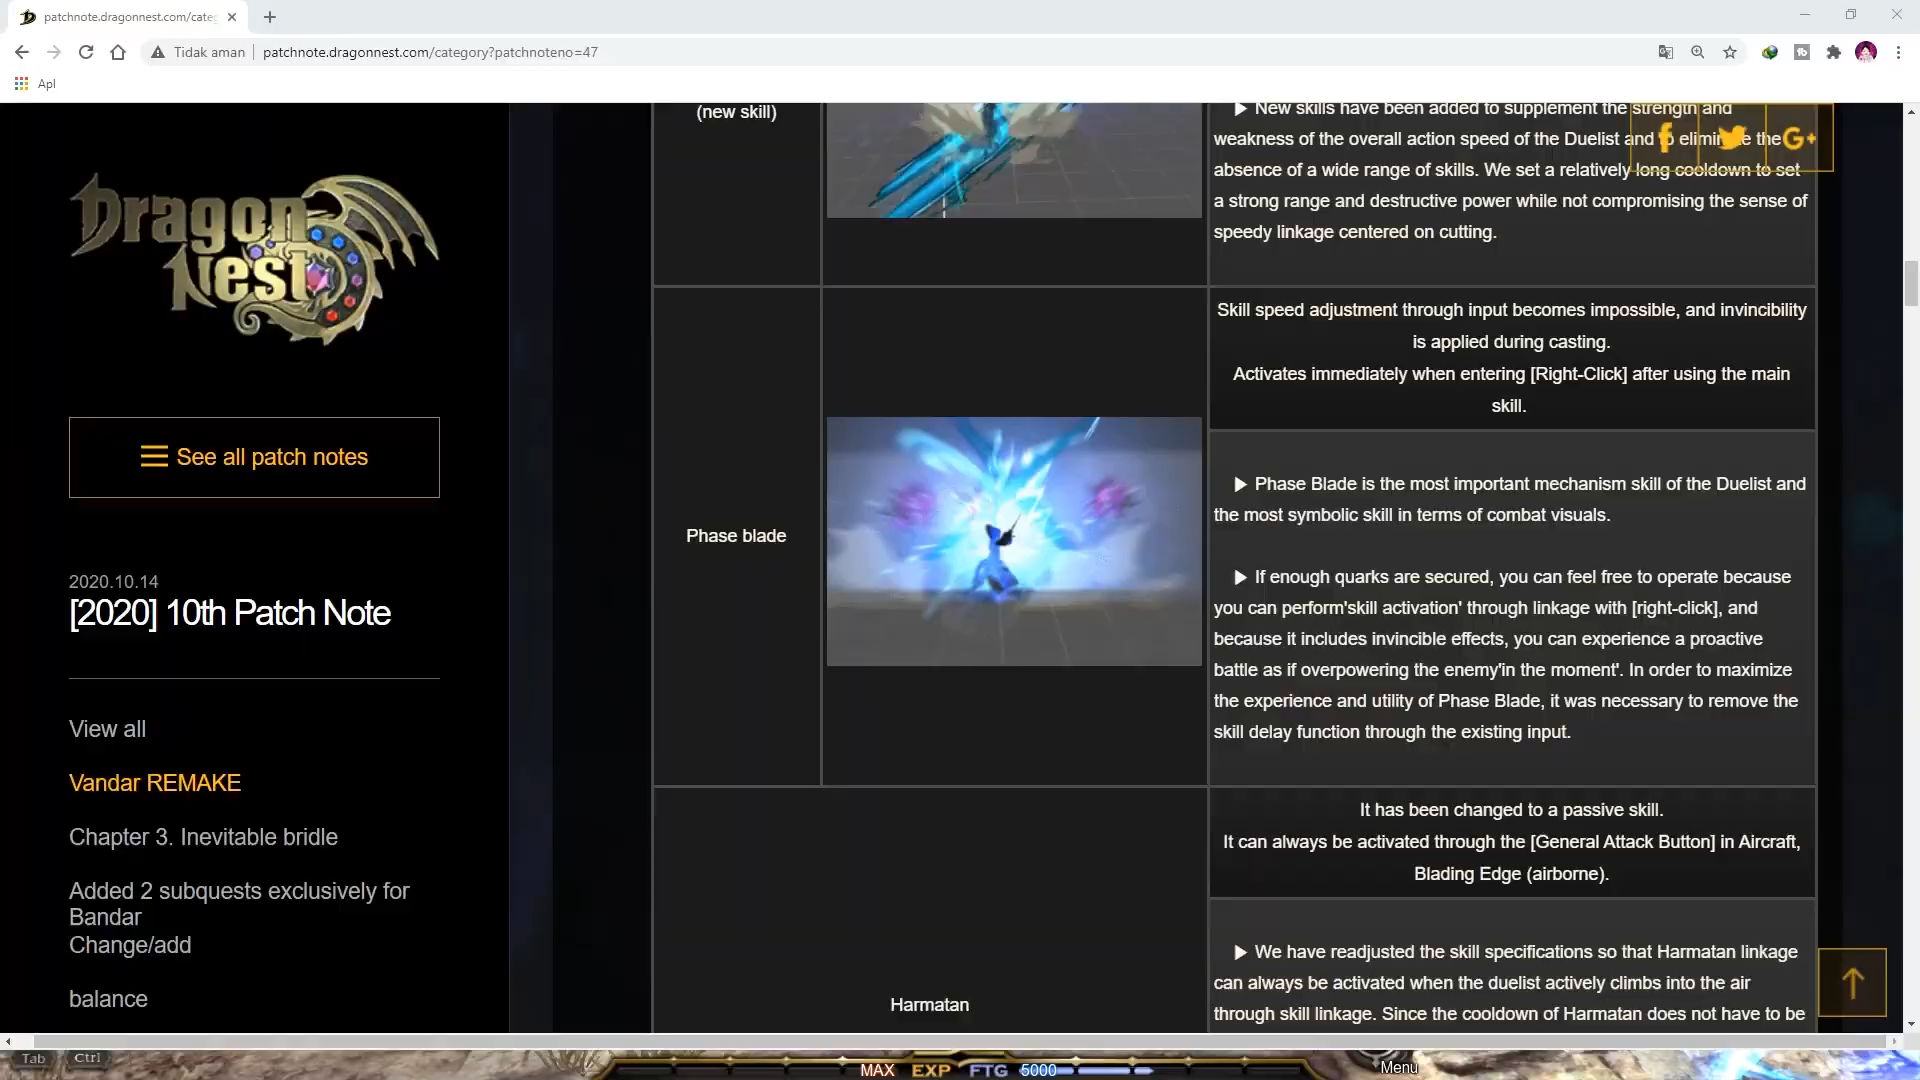 patchnote.dragonnest.com/categ
Tidak aman
patchnote.dragonnest.com/category?patchnoteno=47
Apl
Dragon
Nest
See all patch notes
2020.10.14
[2020] 10th Patch Note
View all
Vandar REMAKE
Chapter 3. Inevitable bridle
Added 2 subquests exclusively for
Bandar
Change/add
balance
(new skill)
▶ New skills have been added to supplement the strength and
weakness of the overall action speed of the Duelist and to eliminate the
absence of a wide range of skills. We set a relatively long cooldown to set
a strong range and destructive power while not compromising the sense of
speedy linkage centered on cutting.
f
G+
Phase blade
Skill speed adjustment through input becomes impossible, and invincibility
is applied during casting.
Activates immediately when entering [Right-Click] after using the main
skill.
▶ Phase Blade is the most important mechanism skill of the Duelist and
the most symbolic skill in terms of combat visuals.
▶ If enough quarks are secured, you can feel free to operate because
you can perform'skill activation' through linkage with [right-click], and
because it includes invincible effects, you can experience a proactive
battle as if overpowering the enemy'in the moment'. In order to maximize
the experience and utility of Phase Blade, it was necessary to remove the
skill delay function through the existing input.
Harmatan
It has been changed to a passive skill.
It can always be activated through the [General Attack Button] in Aircraft,
Blading Edge (airborne).
▶ We have readjusted the skill specifications so that Harmatan linkage
can always be activated when the duelist actively climbs into the air
through skill linkage. Since the cooldown of Harmatan does not have to be
Tab Ctrl
MAX EXP FTG 5000
Menu